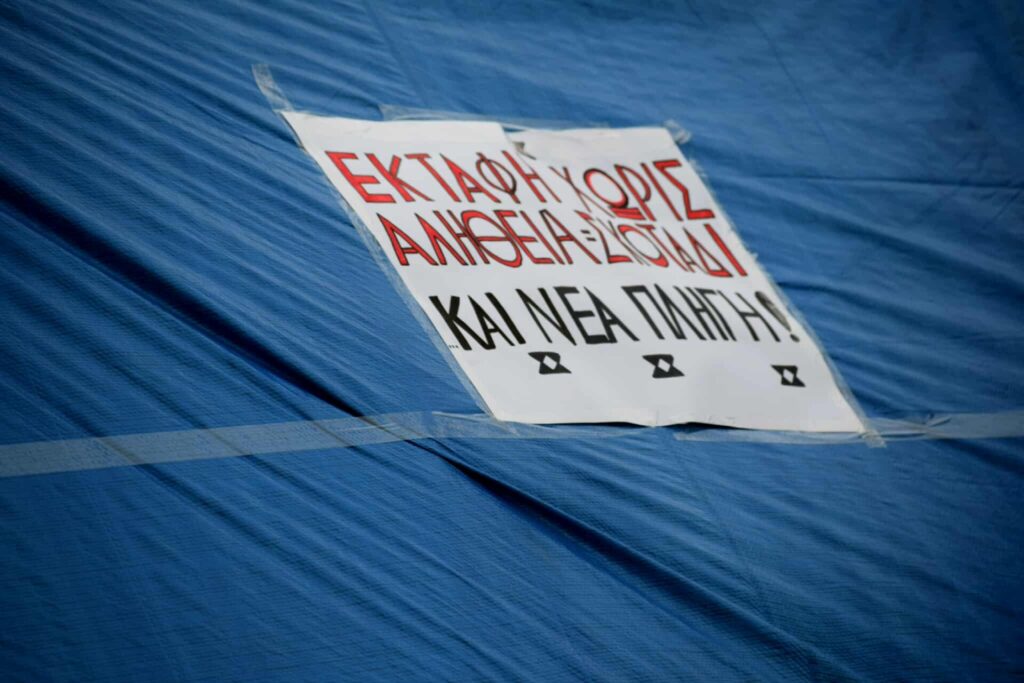 ΕΚΤΑΦΗ ΧΩΡΙΣ
ΑΛΗΘΕΙΑ = ΣΚΟΤΑΔΙ
...ΚΑΙ ΝΕΑ ΠΛΗΓΗ!